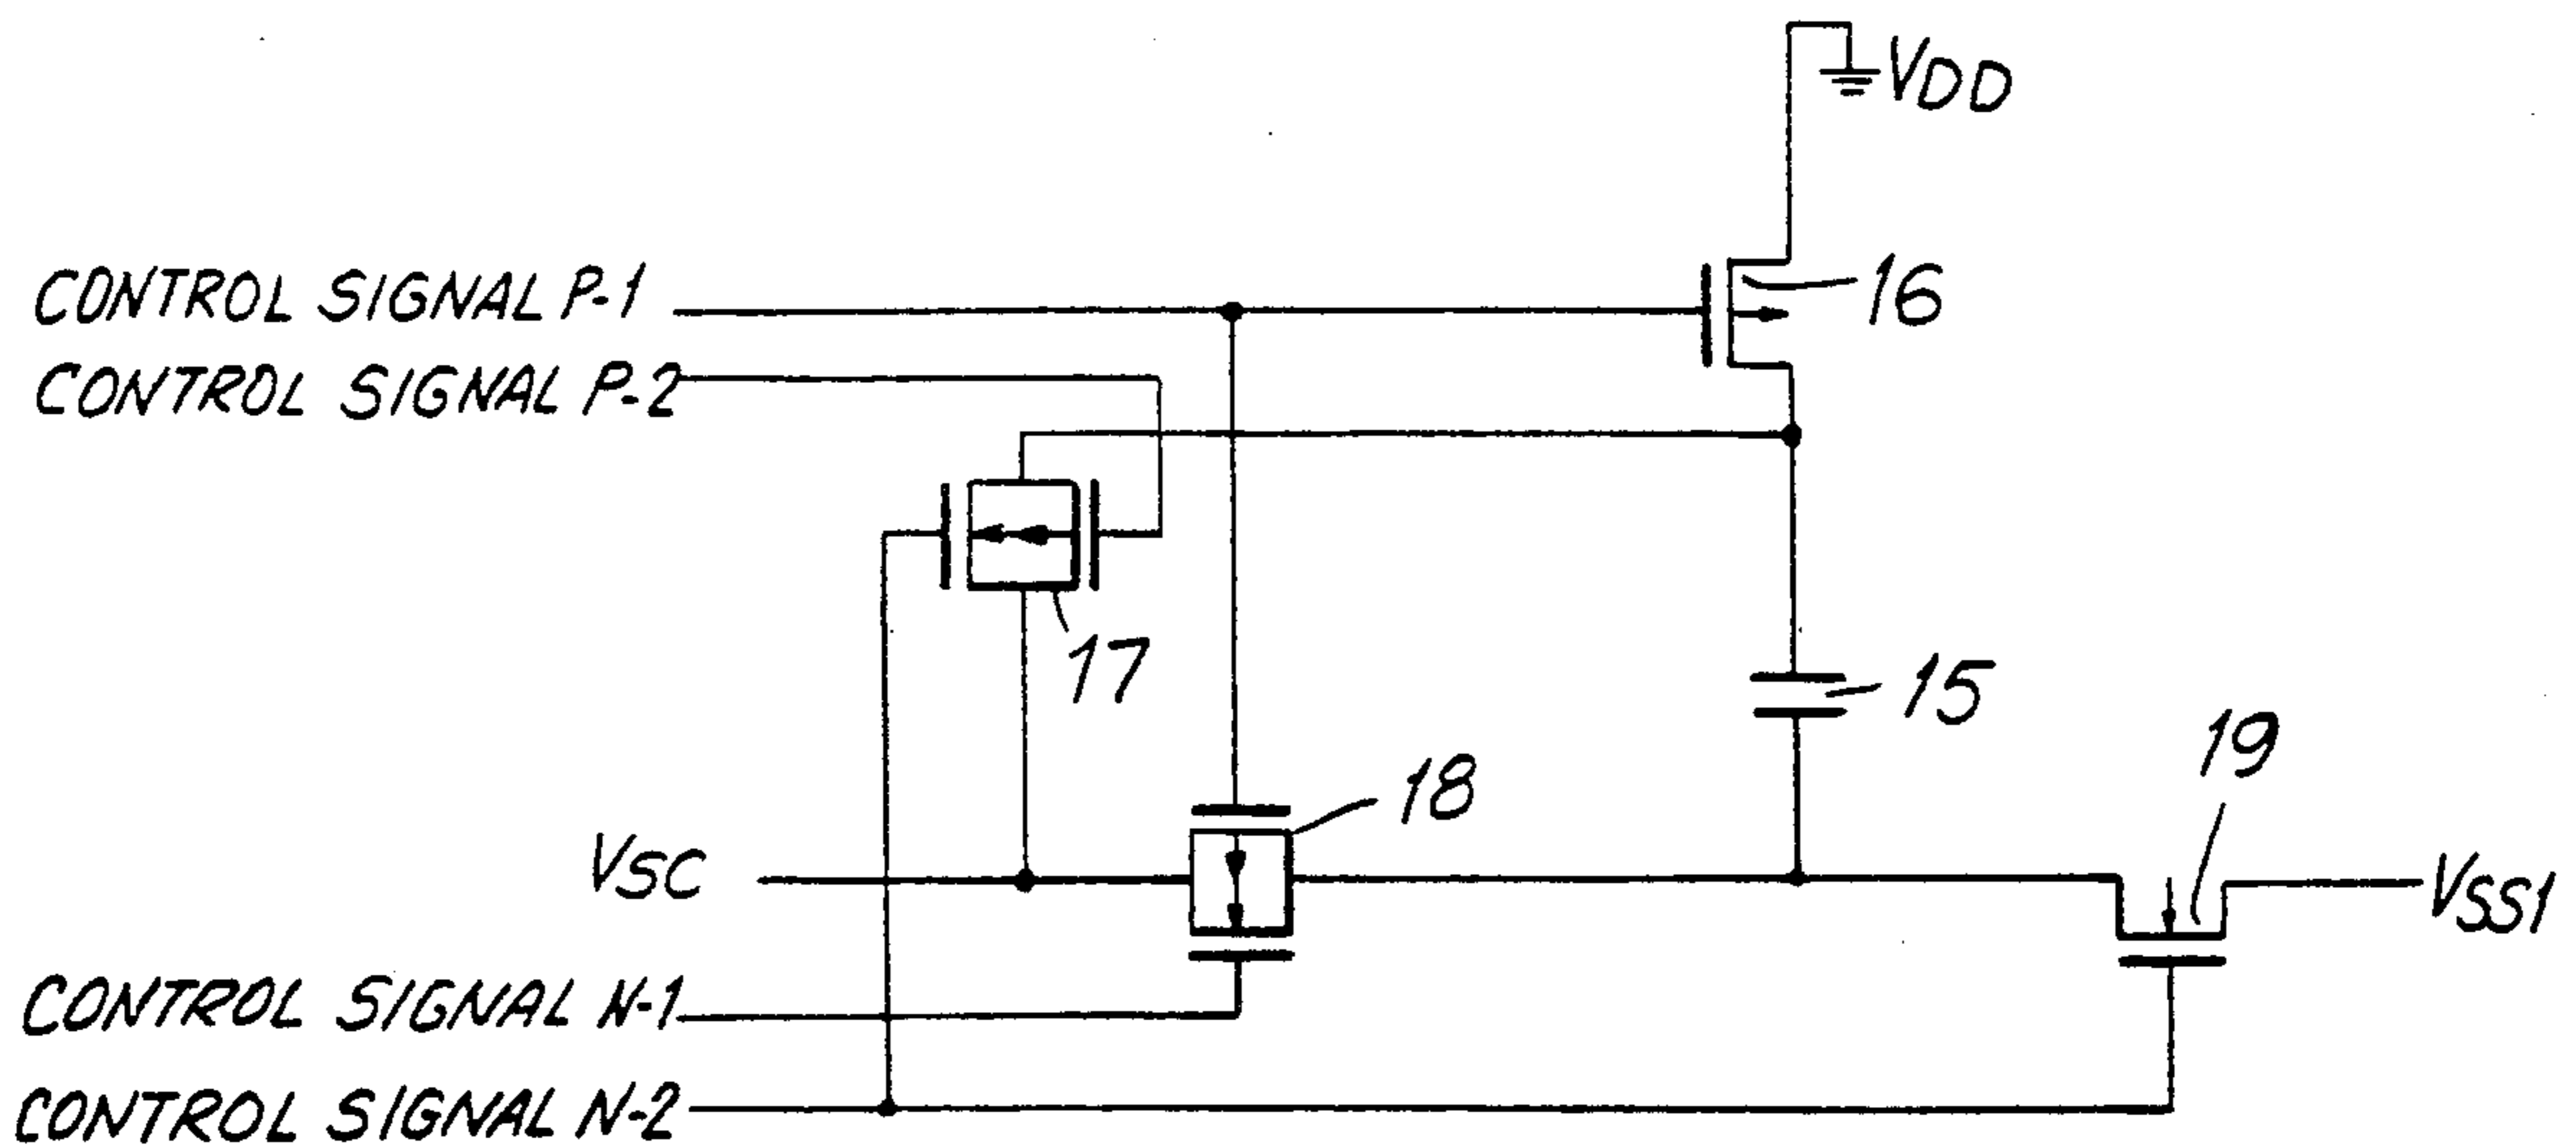 VDD
CONTROL SIGNAL P-1
16
CONTROL SIGNAL P-2
17
15
19
18
VSC
VSS1
CONTROL SIGNAL N-1
CONTROL SIGNAL N-2